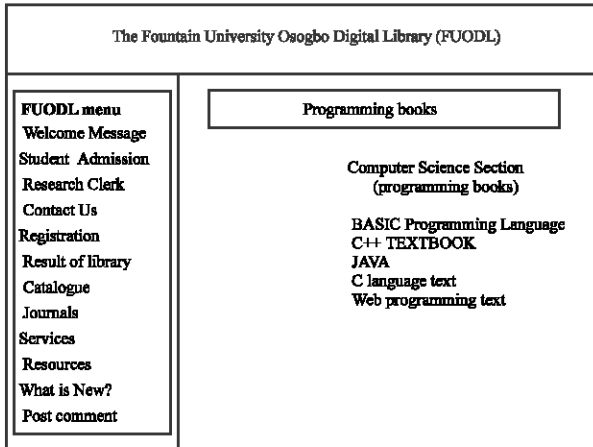 The Fountain University Osogbo Digital Library (FUODL)
FUODL menu
Welcome Message
Student Admission
Research Clerk
Contact Us
Registration
Result of library
Catalogue
Journals
Services
Resources
What is New?
Post comment
Programming books
Computer Science Section
(programming books)
BASIC Programming Language
C++ TEXTBOOK
JAVA
C language text
Web programming text